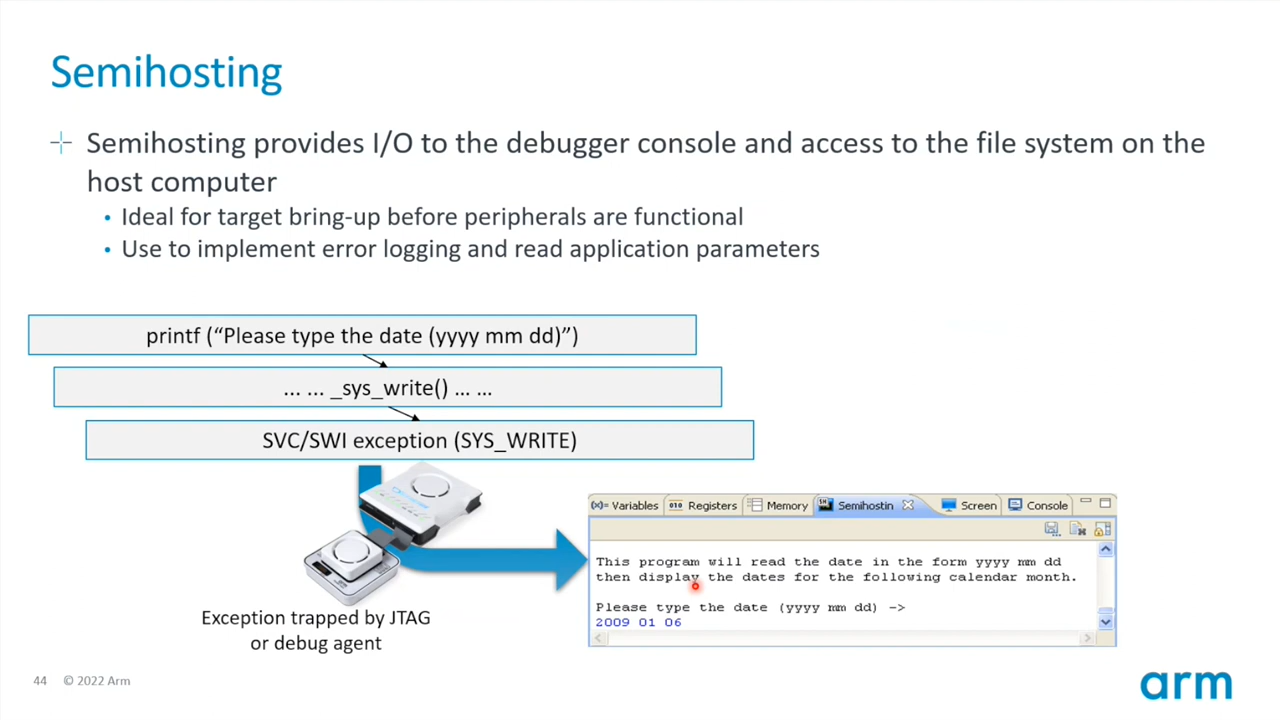 Semihosting
Semihosting provides I/O to the debugger console and access to the file system on the
host computer
• Ideal for target bring-up before peripherals are functional
• Use to implement error logging and read application parameters
printf (“Please type the date (yyyy mm dd)”)
... ... _sys_write() ... ...
SVC/SWI exception (SYS_WRITE)
Exception trapped by JTAG
or debug agent
(x)= Variables 010 Registers Memory Semihostin Screen Console
This program will read the date in the form yyyy mm dd
then display the dates for the following calendar month.
Please type the date (yyyy mm dd) ->
2009 01 06
44 © 2022 Arm
arm